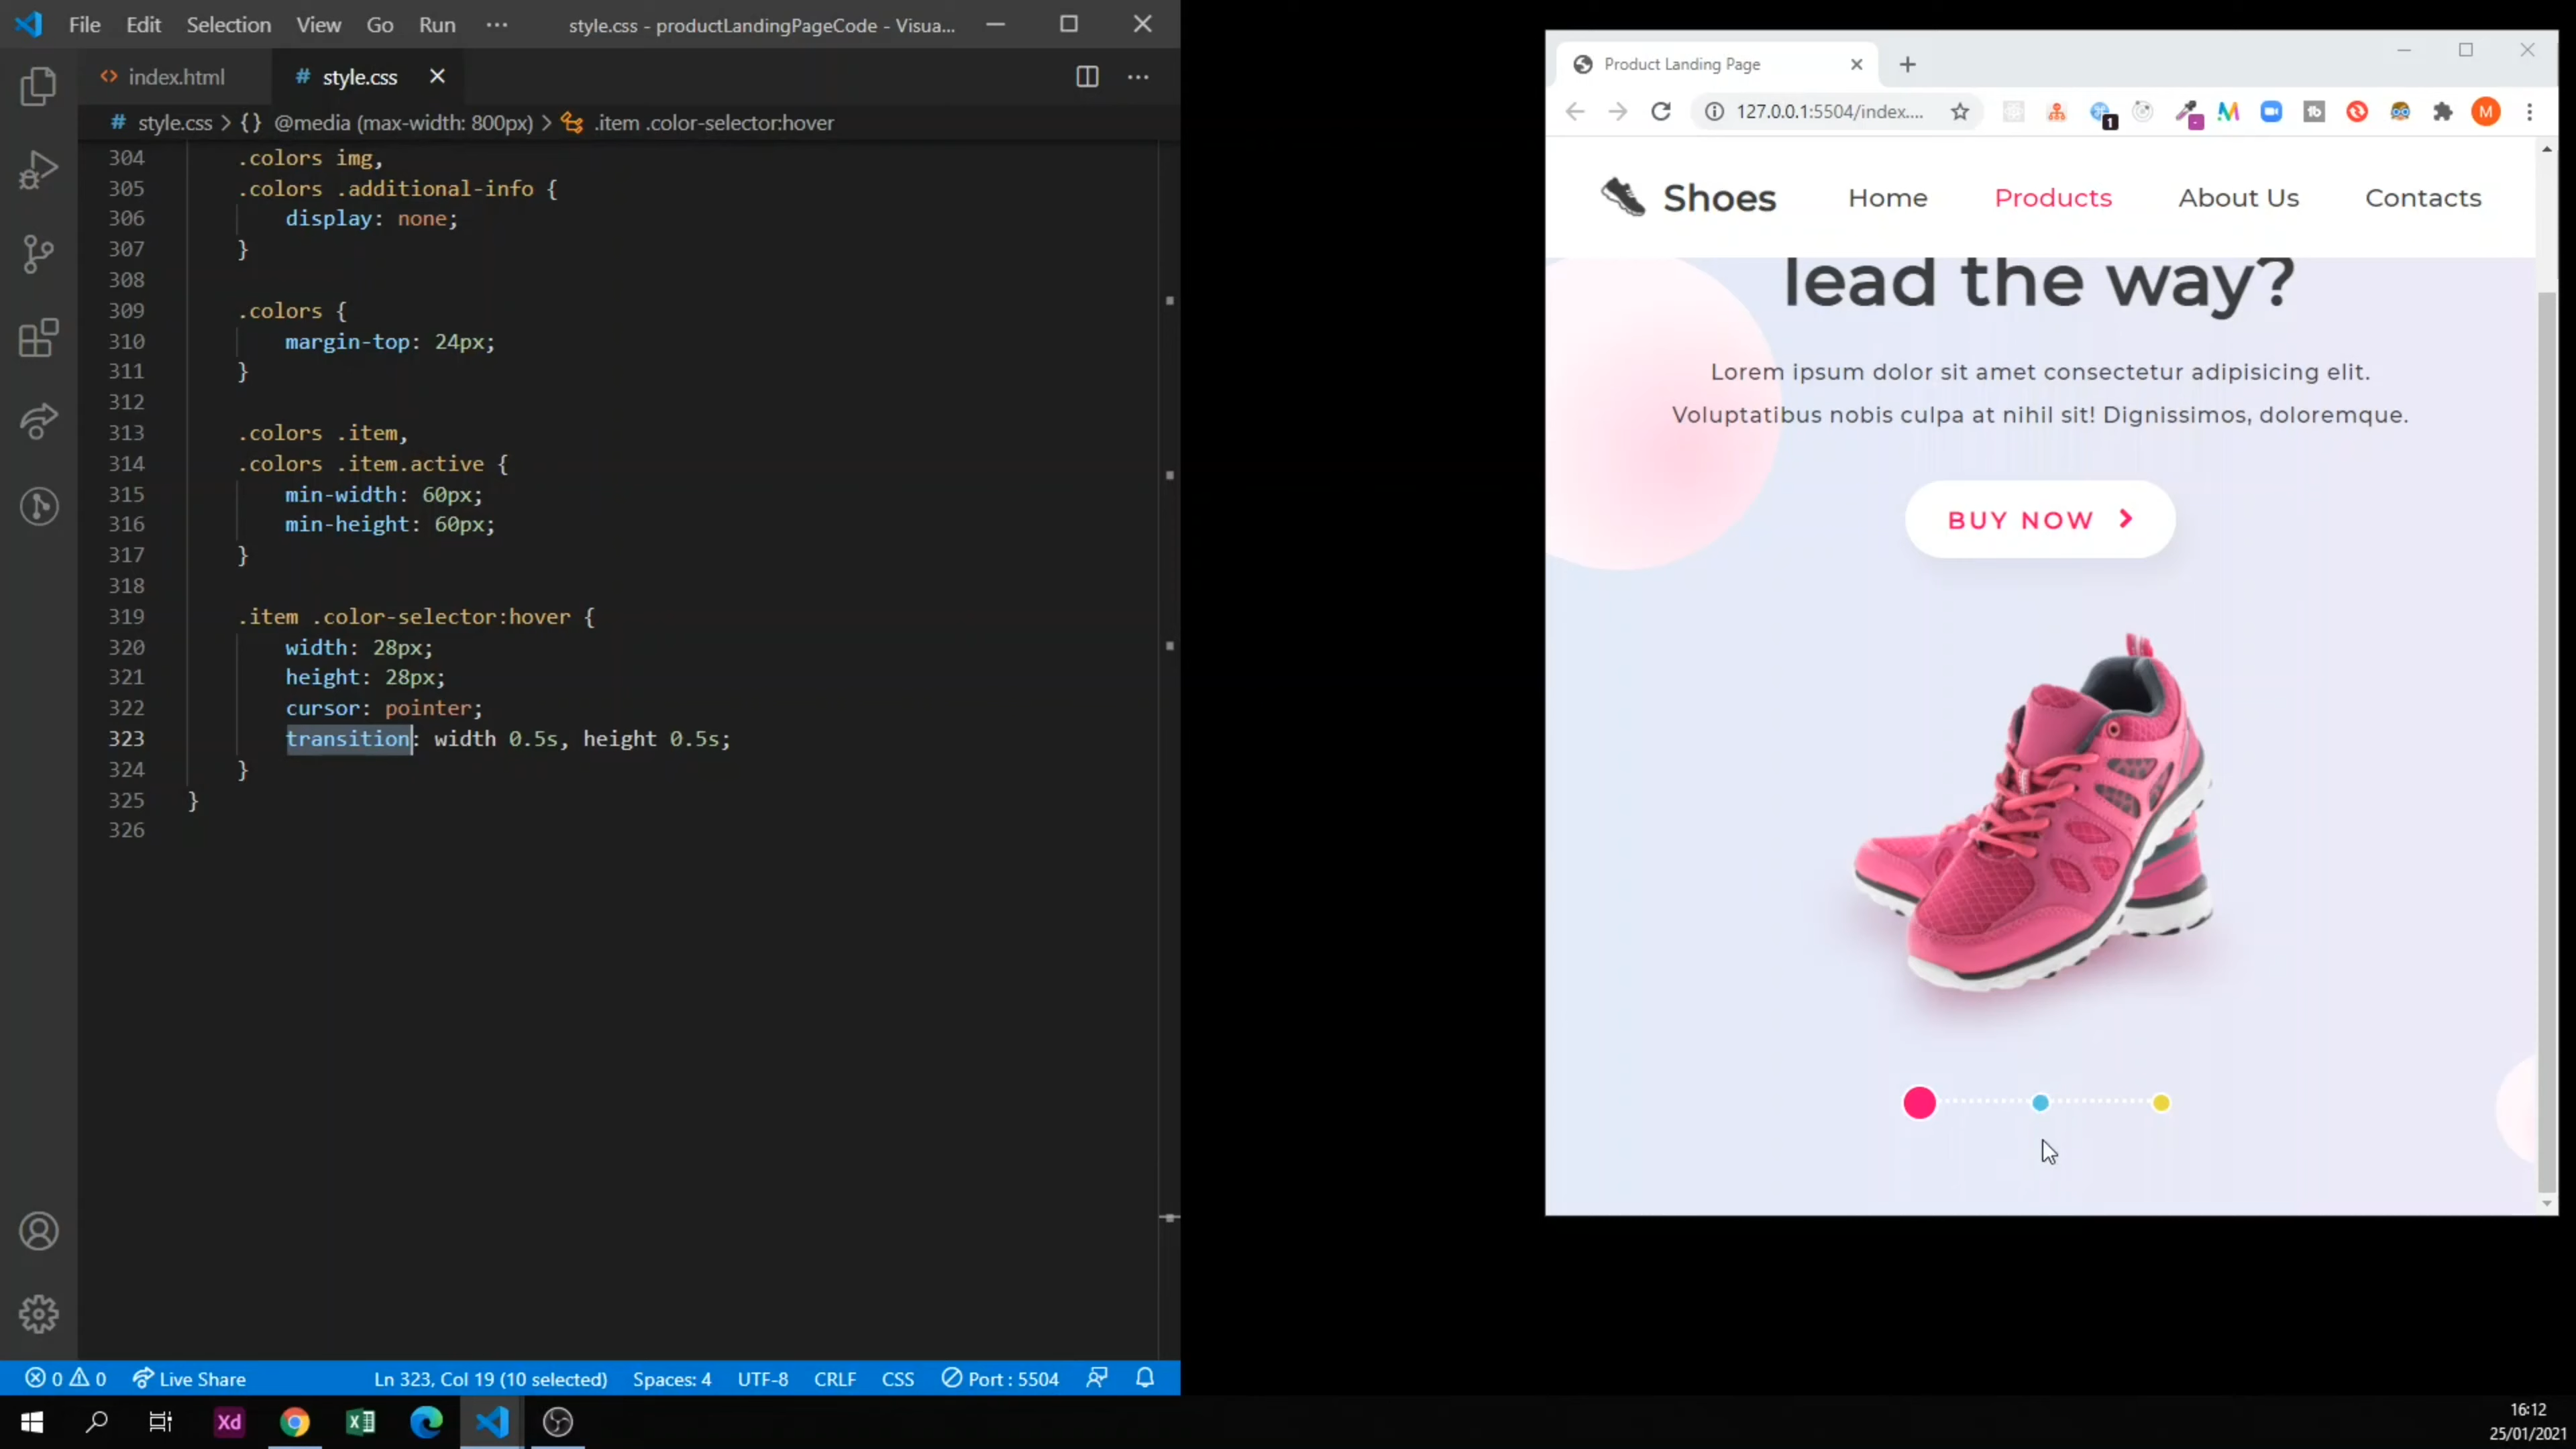 File Edit Selection View Go Run ··· style.css - productLandingPageCode - Visua...
index.html # style.css
# style.css > {} @media (max-width: 800px) > .item .color-selector:hover
304 .colors img,
305 .colors .additional-info {
306 display: none;
307 }
308
309 .colors {
310 margin-top: 24px;
311 }
312
313 .colors .item,
314 .colors .item.active {
315 min-width: 60px;
316 min-height: 60px;
317 }
318
319 .item .color-selector:hover {
320 width: 28px;
321 height: 28px;
322 cursor: pointer;
323 transition: width 0.5s, height 0.5s;
324 }
325 }
326
0 0 Live Share Ln 323, Col 19 (10 selected) Spaces: 4 UTF-8 CRLF CSS Port : 5504
Product Landing Page
127.0.0.1:5504/index.... 1 M
Shoes Home Products About Us Contacts
lead the way?
Lorem ipsum dolor sit amet consectetur adipisicing elit.
Voluptatibus nobis culpa at nihil sit! Dignissimos, doloremque.
BUY NOW
Xd
16:12
25/01/2021